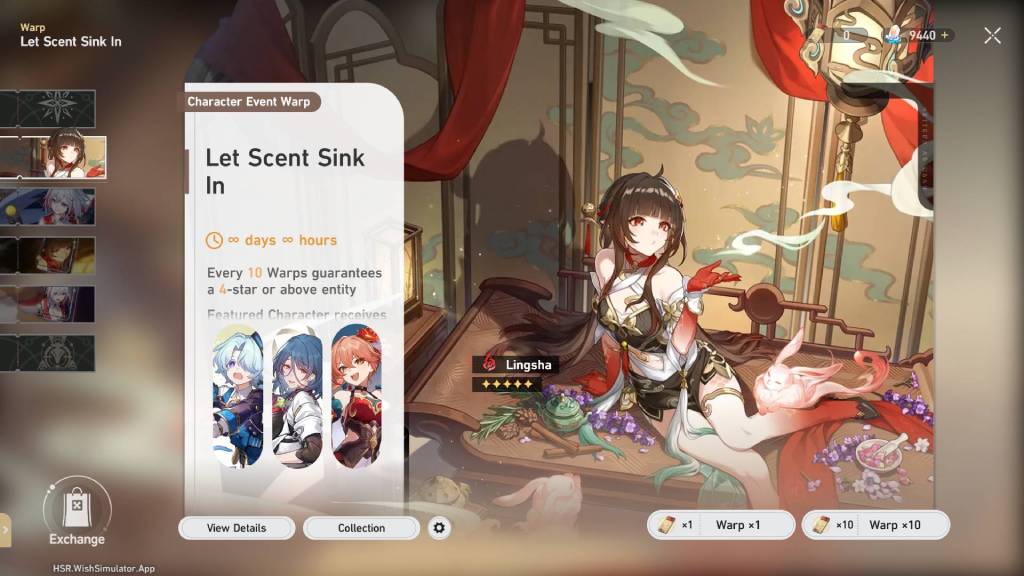 Warp
Let Scent Sink In
0
9440 +
Character Event Warp
Let Scent Sink
In
∞ days ∞ hours
Every 10 Warps guarantees
a 4-star or above entity
Featured Character receives
Lingsha
View Details
Collection
×1
Warp ×1
×10
Warp ×10
Exchange
HSR.WishSimulator.App